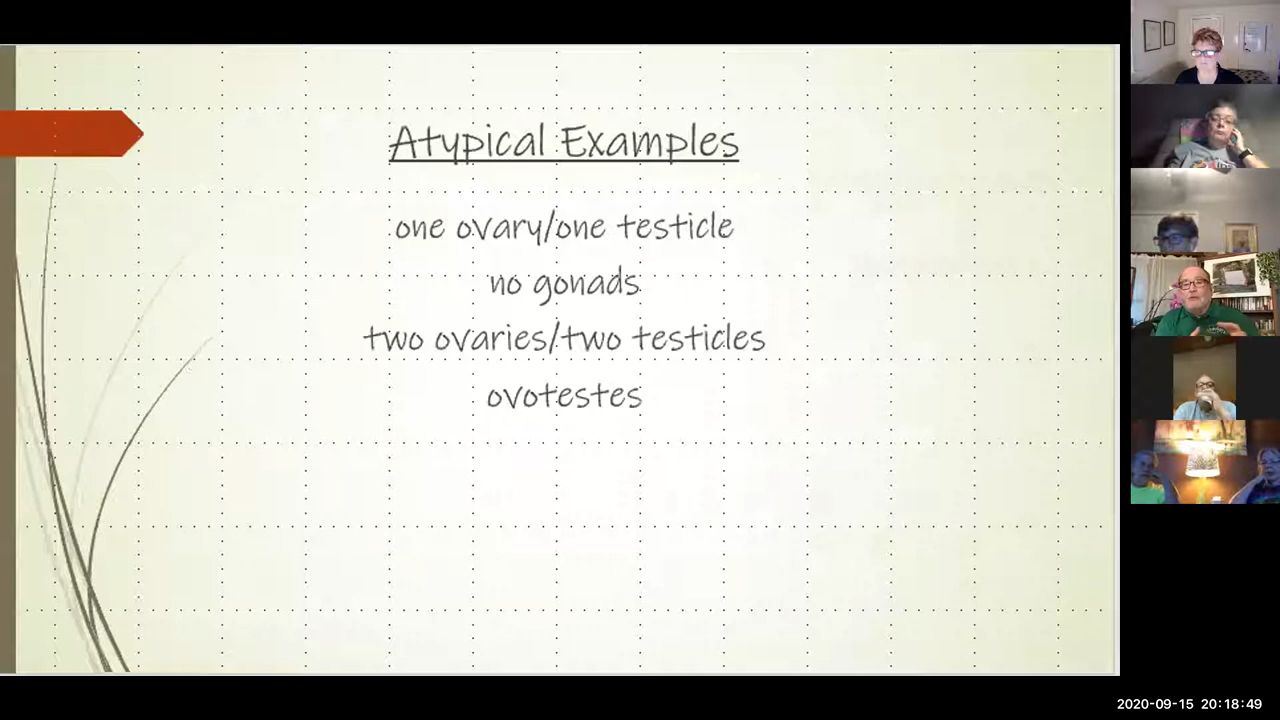 Atypical Examples
one ovary/one testicle
no gonads
two ovaries/two testicles
ovotestes
2020-09-15 20:18:49